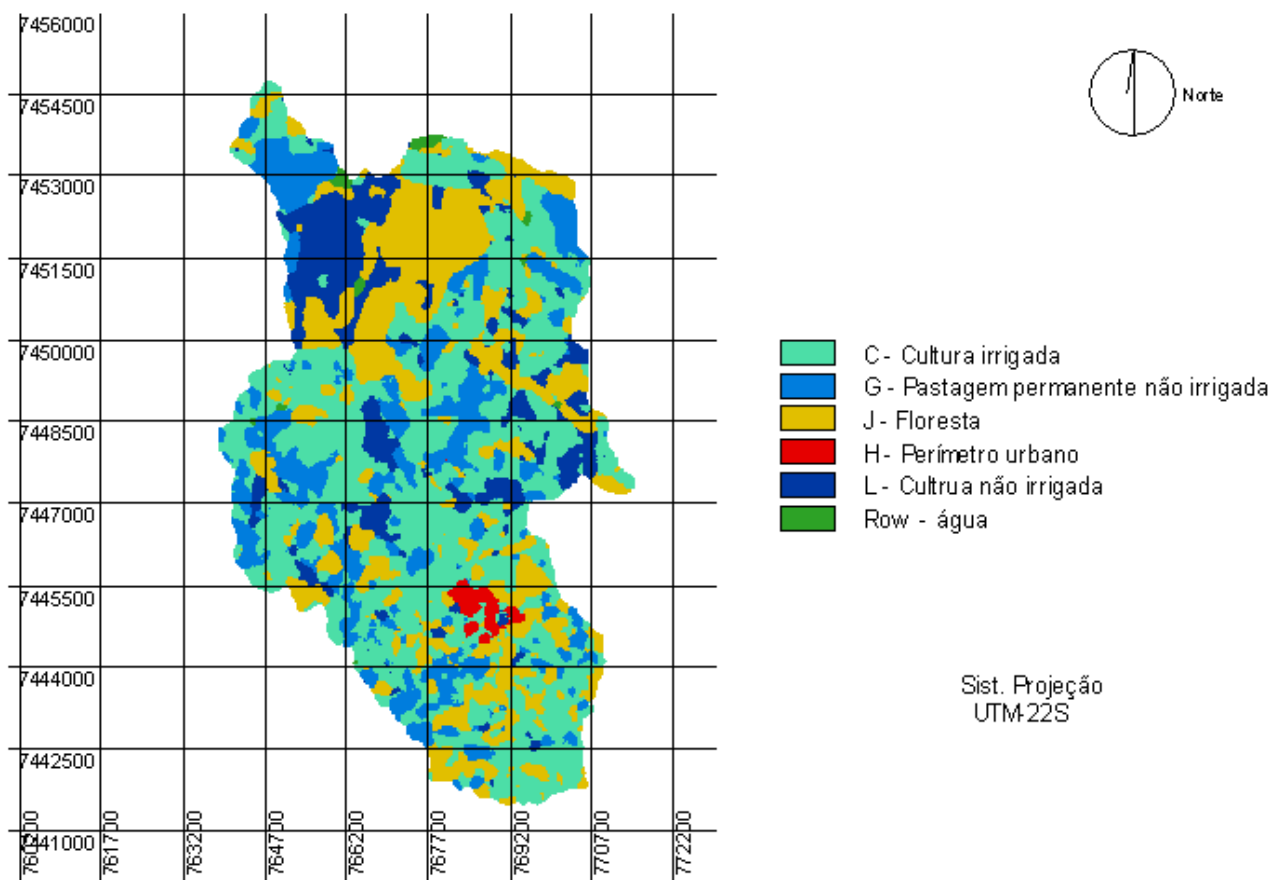 7456000
7454500
7453000
7451500
7450000
7448500
7447000
7445500
7444000
7442500
7441000
760200
761700
763200
764700
766200
767700
769200
770700
772200
Norte
C - Cultura irrigada
G - Pastagem permanente não irrigada
J - Floresta
H - Perímetro urbano
L - Cultrua não irrigada
Row - água
Sist. Projeção
UTM-22S